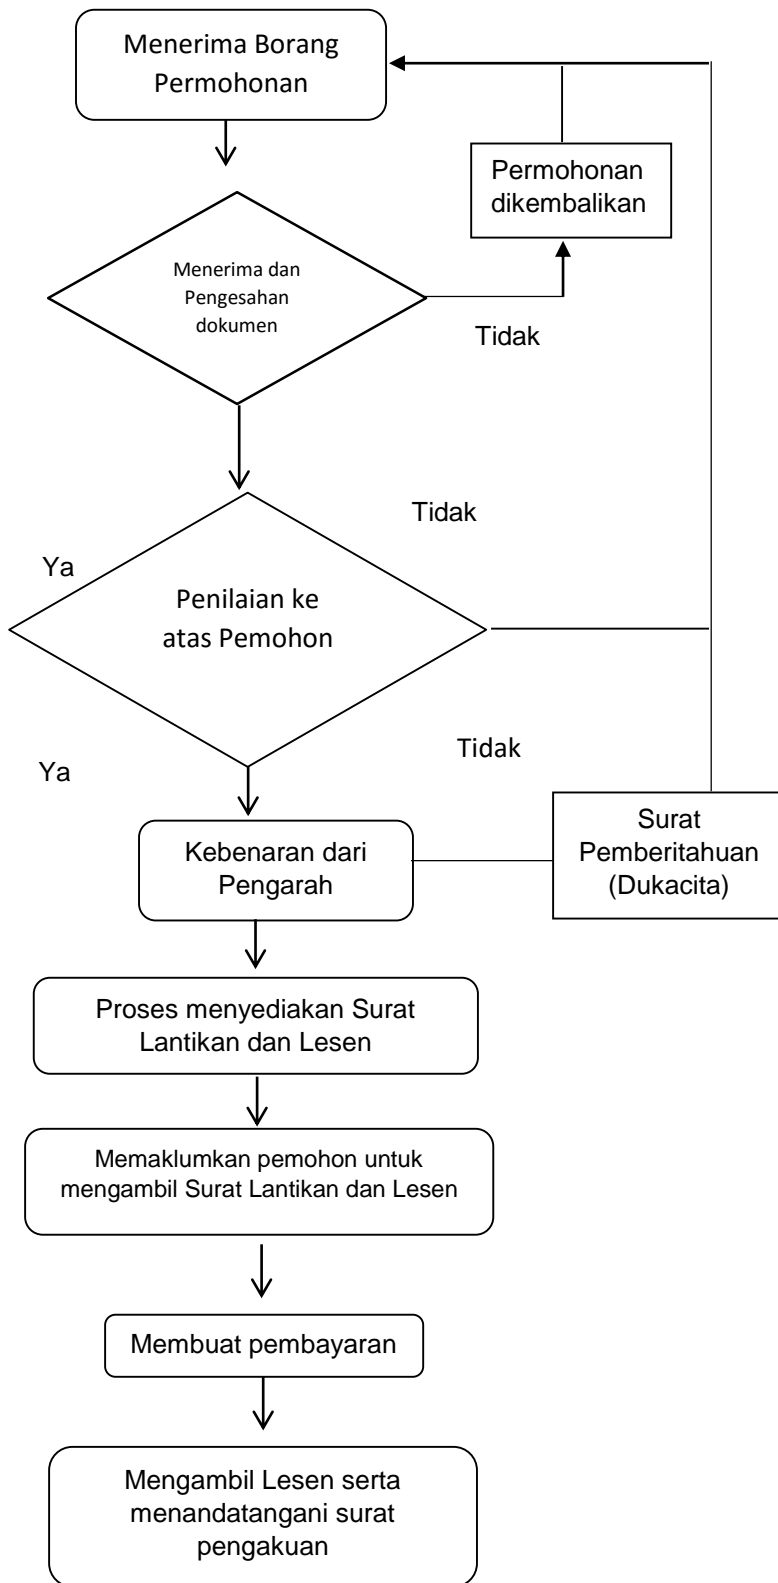 Menerima Borang
Permohonan
Permohonan
dikembalikan
Menerima dan
Pengesahan
dokumen
Tidak
Tidak
Ya
Penilaian ke
atas Pemohon
Tidak
Ya
Surat
Pemberitahuan
(Dukacita)
Kebenaran dari
Pengarah
Proses menyediakan Surat
Lantikan dan Lesen
Memaklumkan pemohon untuk
mengambil Surat Lantikan dan Lesen
Membuat pembayaran
Mengambil Lesen serta
menandatangani surat
pengakuan